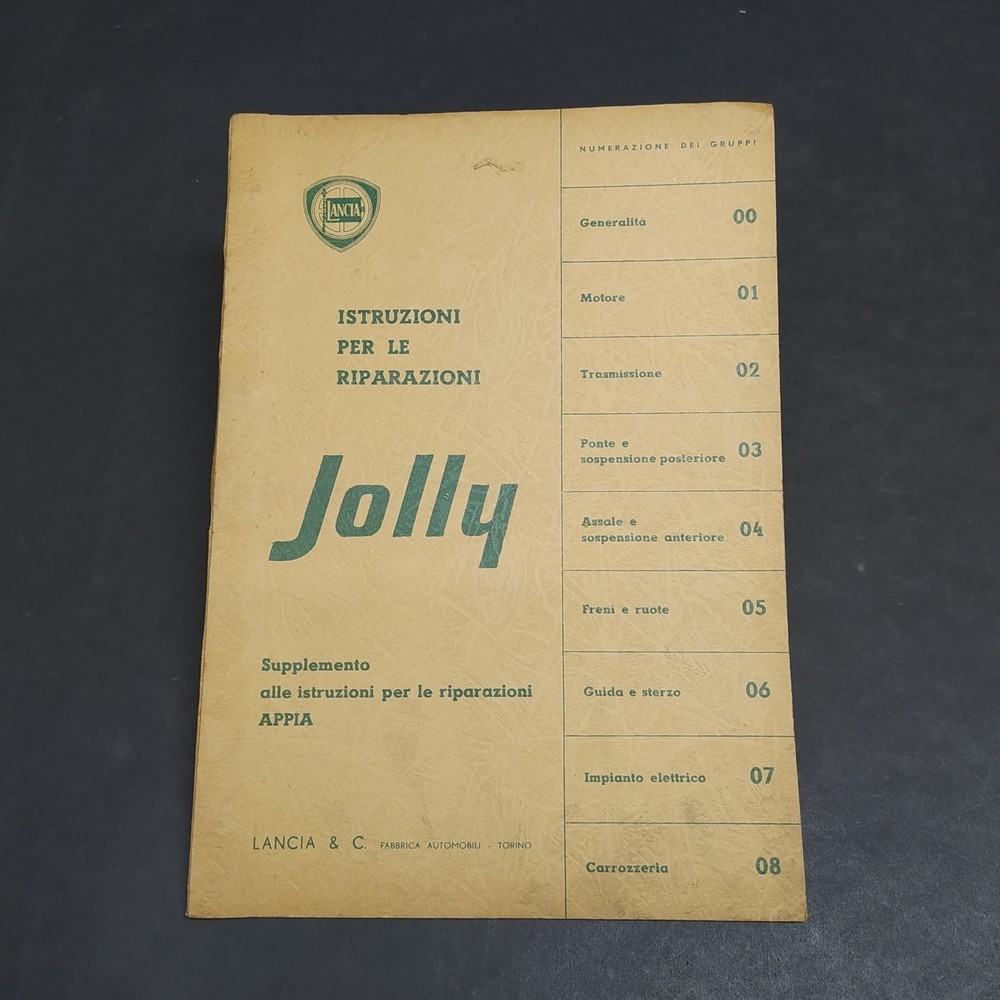 LANCIA
ISTRUZIONI
PER LE
RIPARAZIONI
Jolly
Supplemento
alle istruzioni per le riparazioni
APPIA
LANCIA & C. FABBRICA AUTOMOBILI - TORINO
NUMERAZIONE DEI GRUPPI
Generalità 00
Motore 01
Trasmissione 02
Ponte e
sospensione posteriore 03
Assale e
sospensione anteriore 04
Freni e ruote 05
Guida e sterzo 06
Impianto elettrico 07
Carrozzeria 08